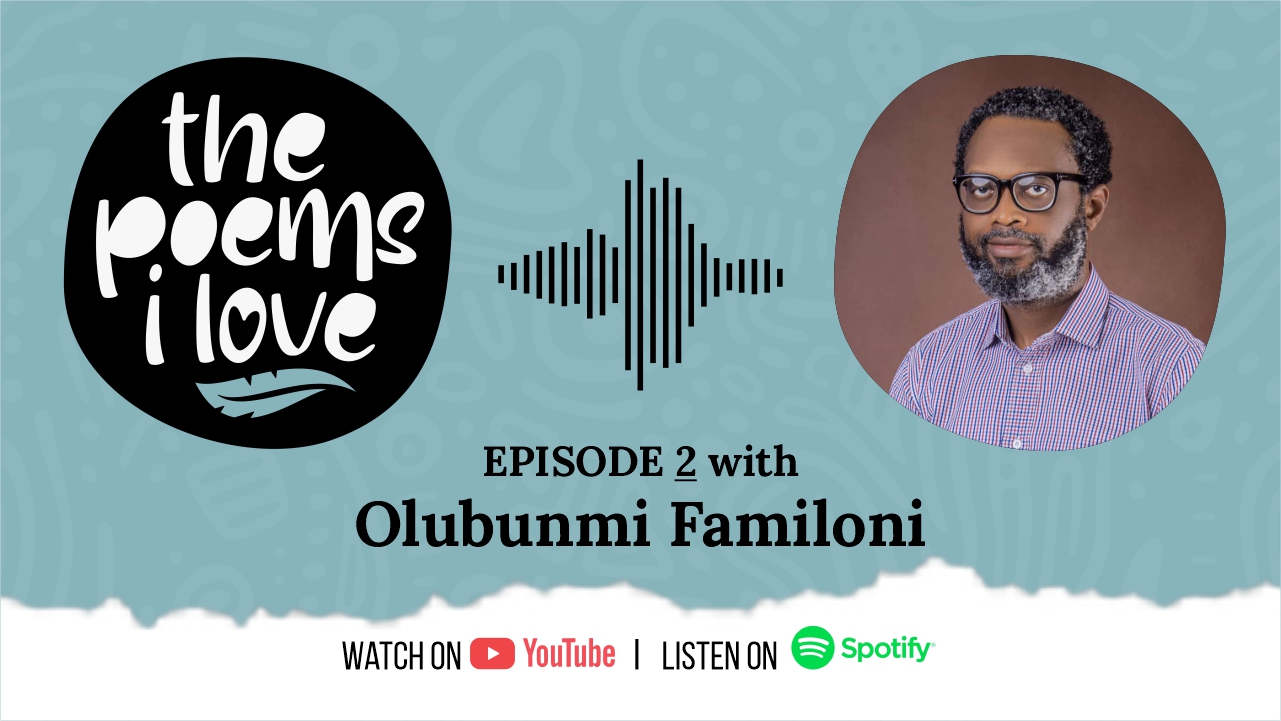 the
poems
i love
EPISODE 2 with
Olubunmi Familoni
WATCH ON YouTube | LISTEN ON Spotify